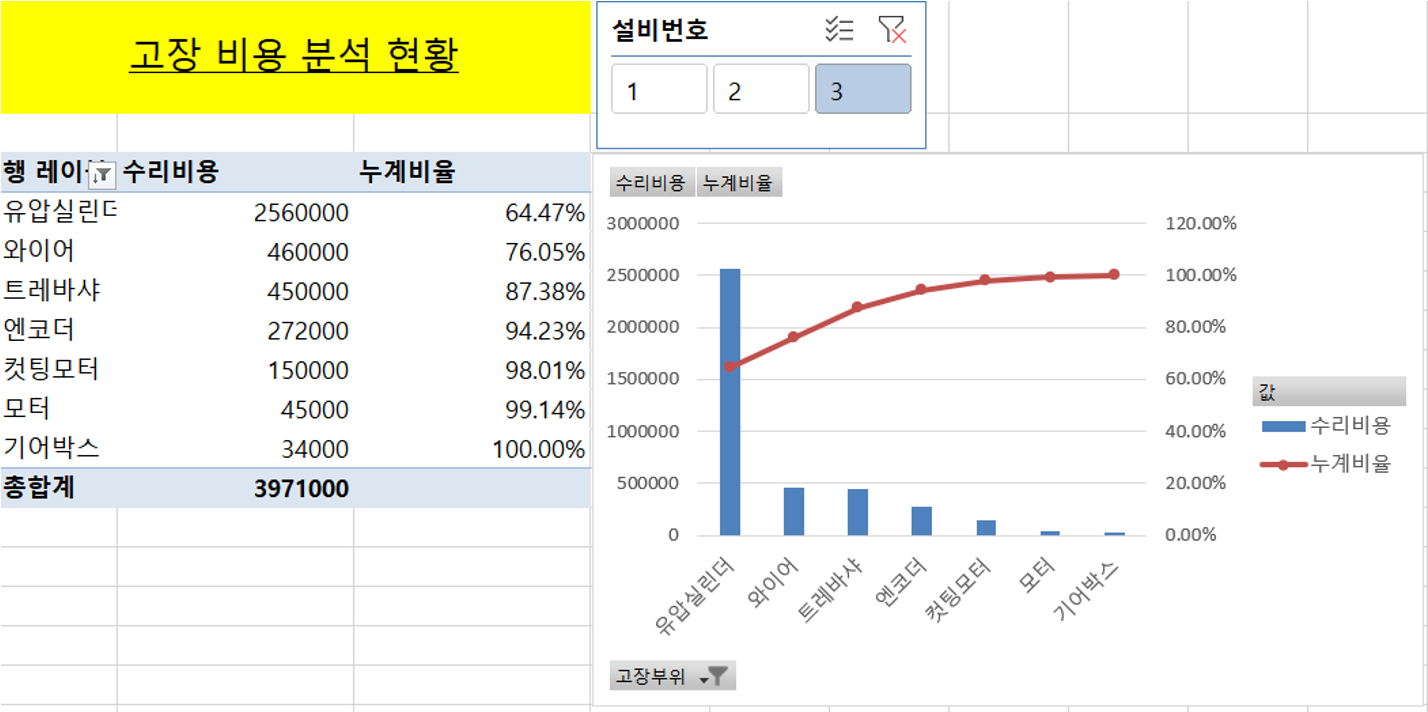 고장 비용 분석 현황
설비번호
1 2 3
수리비용 누계비율
유압실린더 2560000 64.47%
와이어 460000 76.05%
트레바샤 450000 87.38%
엔코더 272000 94.23%
컷팅모터 150000 98.01%
모터 45000 99.14%
기어박스 34000 100.00%
총합계 3971000
수리비용 누계비율
3000000
2500000
2000000
1500000
1000000
500000
0
120.00%
100.00%
80.00%
60.00%
40.00%
20.00%
0.00%
유압실린더
와이어
트레바샤
엔코더
컷팅모터
모터
기어박스
값
수리비용
누계비율
고장부위